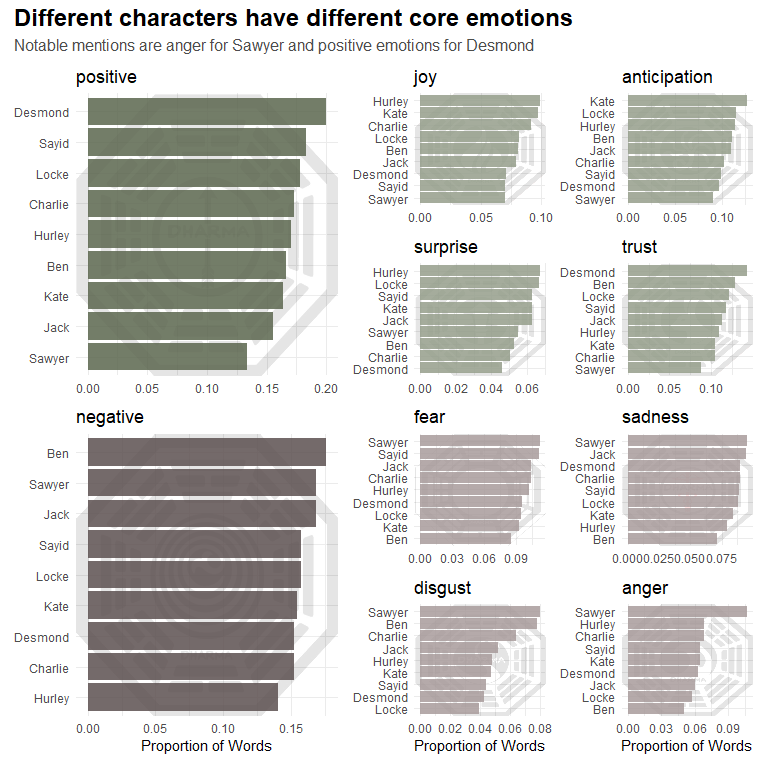 Different characters have different core emotions
Notable mentions are anger for Sawyer and positive emotions for Desmond
positive
Desmond
Sayid
Locke
Charlie
Hurley
Ben
Kate
Jack
Sawyer
0.00 0.05 0.10 0.15 0.20
DHARMA
joy
Hurley
Kate
Charlie
Locke
Ben
Jack
Desmond
Sayid
Sawyer
0.00 0.05 0.10
anticipation
Kate
Locke
Hurley
Ben
Jack
Charlie
Sayid
Desmond
Sawyer
0.00 0.05 0.10
surprise
Hurley
Locke
Sayid
Kate
Jack
Sawyer
Ben
Charlie
Desmond
0.00 0.02 0.04 0.06
trust
Desmond
Ben
Locke
Sayid
Jack
Hurley
Kate
Charlie
Sawyer
0.00 0.05 0.10
negative
Ben
Sawyer
Jack
Sayid
Locke
Kate
Desmond
Charlie
Hurley
0.00 0.05 0.10 0.15
Proportion of Words
fear
Sawyer
Sayid
Jack
Charlie
Hurley
Desmond
Locke
Kate
Ben
0.00 0.03 0.06 0.09
sadness
Sawyer
Jack
Desmond
Charlie
Sayid
Locke
Kate
Hurley
Ben
0.000 0.025 0.050 0.075
disgust
Sawyer
Ben
Charlie
Jack
Hurley
Kate
Sayid
Desmond
Locke
0.00 0.02 0.04 0.06 0.08
Proportion of Words
anger
Sawyer
Hurley
Charlie
Sayid
Kate
Desmond
Jack
Locke
Ben
0.00 0.03 0.06 0.09
Proportion of Words